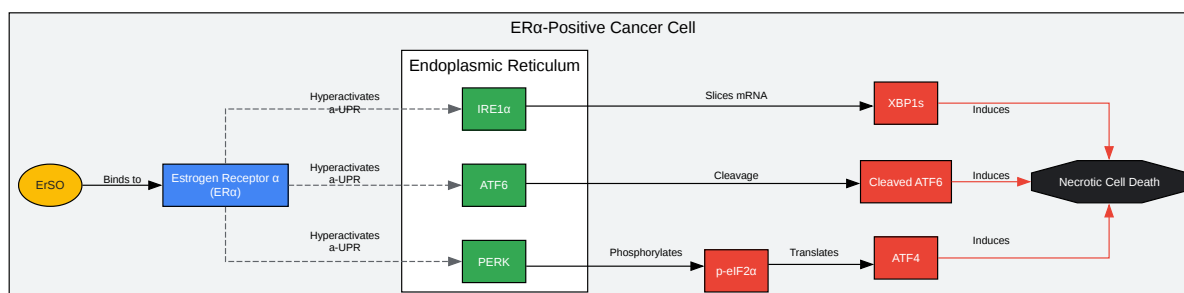 ERα-Positive Cancer Cell
Endoplasmic Reticulum
Hyperactivates
a-UPR
IRE1α
Slices mRNA
XBP1s
Induces
ErSO
Binds to
Estrogen Receptor α
(ERα)
Hyperactivates
a-UPR
ATF6
Cleavage
Cleaved ATF6
Induces
Necrotic Cell Death
Hyperactivates
a-UPR
PERK
Phosphorylates
p-eIF2α
Translates
ATF4
Induces